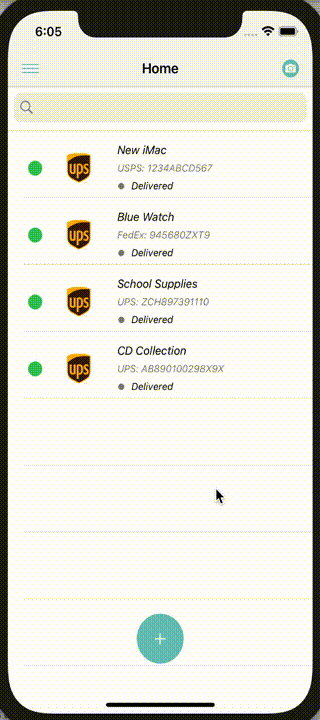 6:05
Home
New iMac
ups
USPS: 1234ABCD567
Delivered
Blue Watch
ups
FedEx: 945680ZXT9
Delivered
School Supplies
ups
UPS: ZCH897391110
Delivered
CD Collection
ups
UPS: AB890100298X9X
Delivered
+